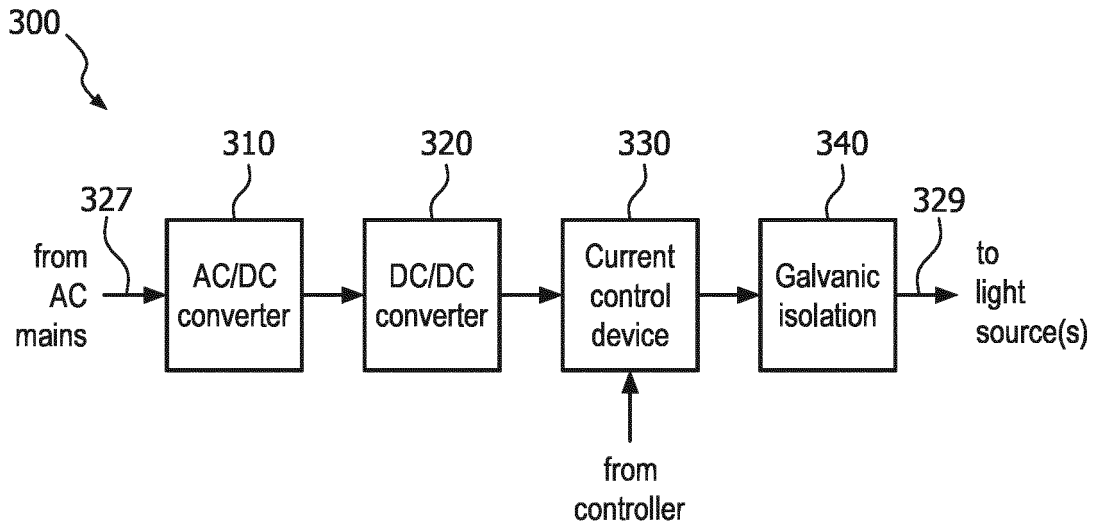 300
310
320
330
340
327
329
from
AC
mains
AC/DC
converter
DC/DC
converter
Current
control
device
Galvanic
isolation
to
light
source(s)
from
controller